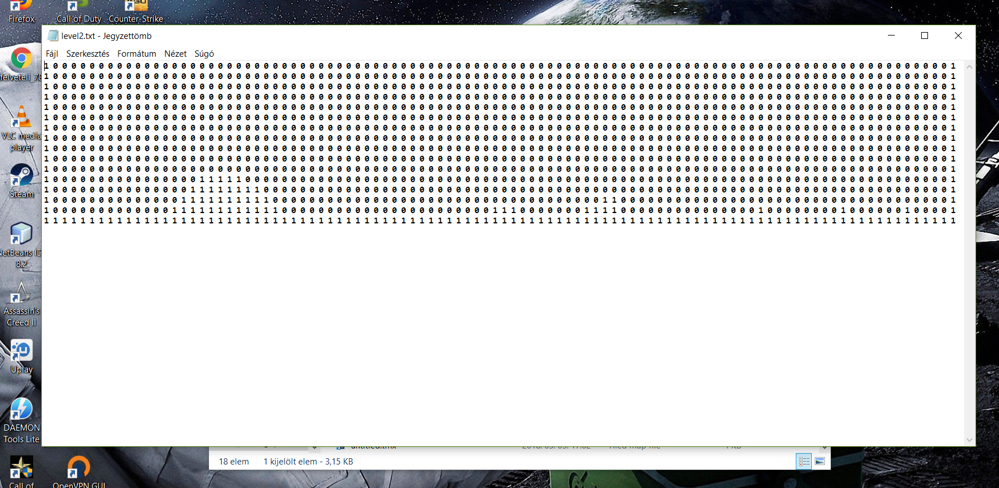 Firefox
Call of Duty
Counter-Strike
level2.txt - Jegyzettömb
Fájl Szerkesztés Formátum Nézet Súgó
1 0 0 0 0 0 0 0 0 0 0 0 0 0 0 0 0 0 0 0 0 0 0 0 0 0 0 0 0 0 0 0 0 0 0 0 0 0 0 0 0 0 0 0 0 0 0 0 0 0 0 0 0 0 0 0 0 0 0 0 0 0 0 0 0 0 0 0 0 0 0 0 0 0 0 0 0 0 0 0 0 0 0 0 0 0 0 0 0 0 0 0 0 0 0 0 0 0 0 1
1 0 0 0 0 0 0 0 0 0 0 0 0 0 0 0 0 0 0 0 0 0 0 0 0 0 0 0 0 0 0 0 0 0 0 0 0 0 0 0 0 0 0 0 0 0 0 0 0 0 0 0 0 0 0 0 0 0 0 0 0 0 0 0 0 0 0 0 0 0 0 0 0 0 0 0 0 0 0 0 0 0 0 0 0 0 0 0 0 0 0 0 0 0 0 0 0 0 0 1
1 0 0 0 0 0 0 0 0 0 0 0 0 0 0 0 0 0 0 0 0 0 0 0 0 0 0 0 0 0 0 0 0 0 0 0 0 0 0 0 0 0 0 0 0 0 0 0 0 0 0 0 0 0 0 0 0 0 0 0 0 0 0 0 0 0 0 0 0 0 0 0 0 0 0 0 0 0 0 0 0 0 0 0 0 0 0 0 0 0 0 0 0 0 0 0 0 0 0 1
1 0 0 0 0 0 0 0 0 0 0 0 0 0 0 0 0 0 0 0 0 0 0 0 0 0 0 0 0 0 0 0 0 0 0 0 0 0 0 0 0 0 0 0 0 0 0 0 0 0 0 0 0 0 0 0 0 0 0 0 0 0 0 0 0 0 0 0 0 0 0 0 0 0 0 0 0 0 0 0 0 0 0 0 0 0 0 0 0 0 0 0 0 0 0 0 0 0 0 1
1 0 0 0 0 0 0 0 0 0 0 0 0 0 0 0 0 0 0 0 0 0 0 0 0 0 0 0 0 0 0 0 0 0 0 0 0 0 0 0 0 0 0 0 0 0 0 0 0 0 0 0 0 0 0 0 0 0 0 0 0 0 0 0 0 0 0 0 0 0 0 0 0 0 0 0 0 0 0 0 0 0 0 0 0 0 0 0 0 0 0 0 0 0 0 0 0 0 0 1
1 0 0 0 0 0 0 0 0 0 0 0 0 0 0 0 0 0 0 0 0 0 0 0 0 0 0 0 0 0 0 0 0 0 0 0 0 0 0 0 0 0 0 0 0 0 0 0 0 0 0 0 0 0 0 0 0 0 0 0 0 0 0 0 0 0 0 0 0 0 0 0 0 0 0 0 0 0 0 0 0 0 0 0 0 0 0 0 0 0 0 0 0 0 0 0 0 0 0 1
1 0 0 0 0 0 0 0 0 0 0 0 0 0 0 0 0 0 0 0 0 0 0 0 0 0 0 0 0 0 0 0 0 0 0 0 0 0 0 0 0 0 0 0 0 0 0 0 0 0 0 0 0 0 0 0 0 0 0 0 0 0 0 0 0 0 0 0 0 0 0 0 0 0 0 0 0 0 0 0 0 0 0 0 0 0 0 0 0 0 0 0 0 0 0 0 0 0 0 1
1 0 0 0 0 0 0 0 0 0 0 0 0 0 0 0 0 0 0 0 0 0 0 0 0 0 0 0 0 0 0 0 0 0 0 0 0 0 0 0 0 0 0 0 0 0 0 0 0 0 0 0 0 0 0 0 0 0 0 0 0 0 0 0 0 0 0 0 0 0 0 0 0 0 0 0 0 0 0 0 0 0 0 0 0 0 0 0 0 0 0 0 0 0 0 0 0 0 0 1
1 0 0 0 0 0 0 0 0 0 0 0 0 0 0 0 0 0 0 0 0 0 0 0 0 0 0 0 0 0 0 0 0 0 0 0 0 0 0 0 0 0 0 0 0 0 0 0 0 0 0 0 0 0 0 0 0 0 0 0 0 0 0 0 0 0 0 0 0 0 0 0 0 0 0 0 0 0 0 0 0 0 0 0 0 0 0 0 0 0 0 0 0 0 0 0 0 0 0 1
1 0 0 0 0 0 0 0 0 0 0 0 0 0 0 0 0 0 0 0 0 0 0 0 0 0 0 0 0 0 0 0 0 0 0 0 0 0 0 0 0 0 0 0 0 0 0 0 0 0 0 0 0 0 0 0 0 0 0 0 0 0 0 0 0 0 0 0 0 0 0 0 0 0 0 0 0 0 0 0 0 0 0 0 0 0 0 0 0 0 0 0 0 0 0 0 0 0 0 1
1 0 0 0 0 0 0 0 0 0 0 0 0 0 0 0 0 0 0 0 0 0 0 0 0 0 0 0 0 0 0 0 0 0 0 0 0 0 0 0 0 0 0 0 0 0 0 0 0 0 0 0 0 0 0 0 0 0 0 0 0 0 0 0 0 0 0 0 0 0 0 0 0 0 0 0 0 0 0 0 0 0 0 0 0 0 0 0 0 0 0 0 0 0 0 0 0 0 0 1
1 0 0 0 0 0 0 0 0 0 0 0 0 0 0 0 0 1 1 1 1 1 0 0 0 0 0 0 0 0 0 0 0 0 0 0 0 0 0 0 0 0 0 0 0 0 0 0 0 0 0 0 0 0 0 0 0 0 0 0 0 0 0 0 0 0 0 0 0 0 0 0 0 0 0 0 0 0 0 0 0 0 0 0 0 0 0 0 0 0 0 0 0 0 0 0 0 0 0 1
1 0 0 0 0 0 0 0 0 0 0 0 0 0 0 0 1 1 1 1 1 1 1 1 0 0 0 0 0 0 0 0 0 0 0 0 0 0 0 0 0 0 0 0 0 0 0 0 0 0 0 0 0 0 0 0 0 0 0 0 0 0 0 0 0 0 0 0 0 0 0 0 0 0 0 0 0 0 0 0 0 0 0 0 0 0 0 0 0 0 0 0 0 0 0 0 0 0 0 1
1 0 0 0 0 0 0 0 0 0 0 0 0 0 0 1 1 1 1 1 1 1 1 1 1 0 0 0 0 0 0 0 0 0 0 0 0 0 0 0 0 0 0 0 0 0 0 0 0 0 0 0 0 0 0 0 0 0 0 0 0 1 1 0 0 0 0 0 0 0 0 0 0 0 0 0 0 0 0 0 0 0 0 0 0 0 0 0 0 0 0 0 0 0 0 0 0 0 0 1
1 0 0 0 0 0 0 0 0 0 0 0 0 0 1 1 1 1 1 1 1 1 1 1 1 1 0 0 0 0 0 0 0 0 0 0 0 0 0 0 0 0 0 0 0 0 0 0 0 1 1 1 0 0 0 0 0 0 0 1 1 1 1 0 0 0 0 0 0 0 0 0 0 0 0 0 0 0 1 0 0 0 0 0 0 0 0 1 0 0 0 0 0 0 1 0 0 0 0 1
1 1 1 1 1 1 1 1 1 1 1 1 1 1 1 1 1 1 1 1 1 1 1 1 1 1 1 1 1 1 1 1 1 1 1 1 1 1 1 1 1 1 1 1 1 1 1 1 1 1 1 1 1 1 1 1 1 1 1 1 1 1 1 1 1 1 1 1 1 1 1 1 1 1 1 1 1 1 1 1 1 1 1 1 1 1 1 1 1 1 1 1 1 1 1 1 1 1 1 1
felveteli_78
VLC media
player
Steam
NetBeans ID
8.2
Assassin's
Creed II
Uplay
DAEMON
Tools Lite
untitled.tmx
18 elem 1 kijelölt elem - 3,15 KB
Call of
OpenVPN GUI